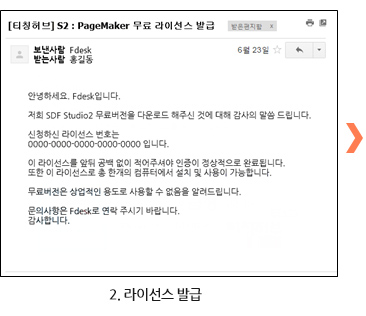 [티칭허브] S2 : PageMaker 무료 라이선스 발급 받은편지함 x
보낸사람 Fdesk 6월 23일
받는사람 홍길동
안녕하세요. Fdesk입니다.
저희 SDF Studio2 무료버전을 다운로드 해주신 것에 대해 감사의 말씀 드립니다.
신청하신 라이선스 번호는
0000-0000-0000-0000-0000 입니다.
이 라이선스를 앞뒤 공백 없이 적어주셔야 인증이 정상적으로 완료됩니다.
또한 이 라이선스로 총 한개의 컴퓨터에서 설치 및 사용이 가능합니다.
무료버전은 상업적인 용도로 사용할 수 없음을 알려드립니다.
문의사항은 Fdesk로 연락 주시기 바랍니다.
감사합니다.
2. 라이선스 발급